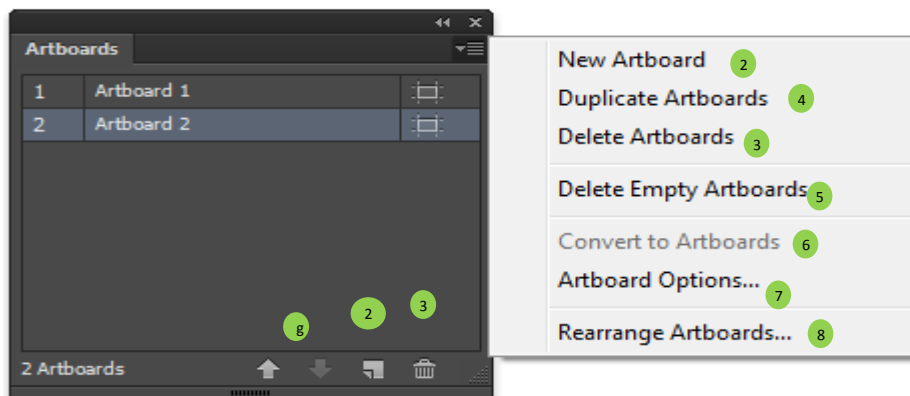 Artboards
1 Artboard 1
2 Artboard 2
g 2 3
2 Artboards
New Artboard 2
Duplicate Artboards 4
Delete Artboards 3
Delete Empty Artboards 5
Convert to Artboards 6
Artboard Options... 7
Rearrange Artboards... 8